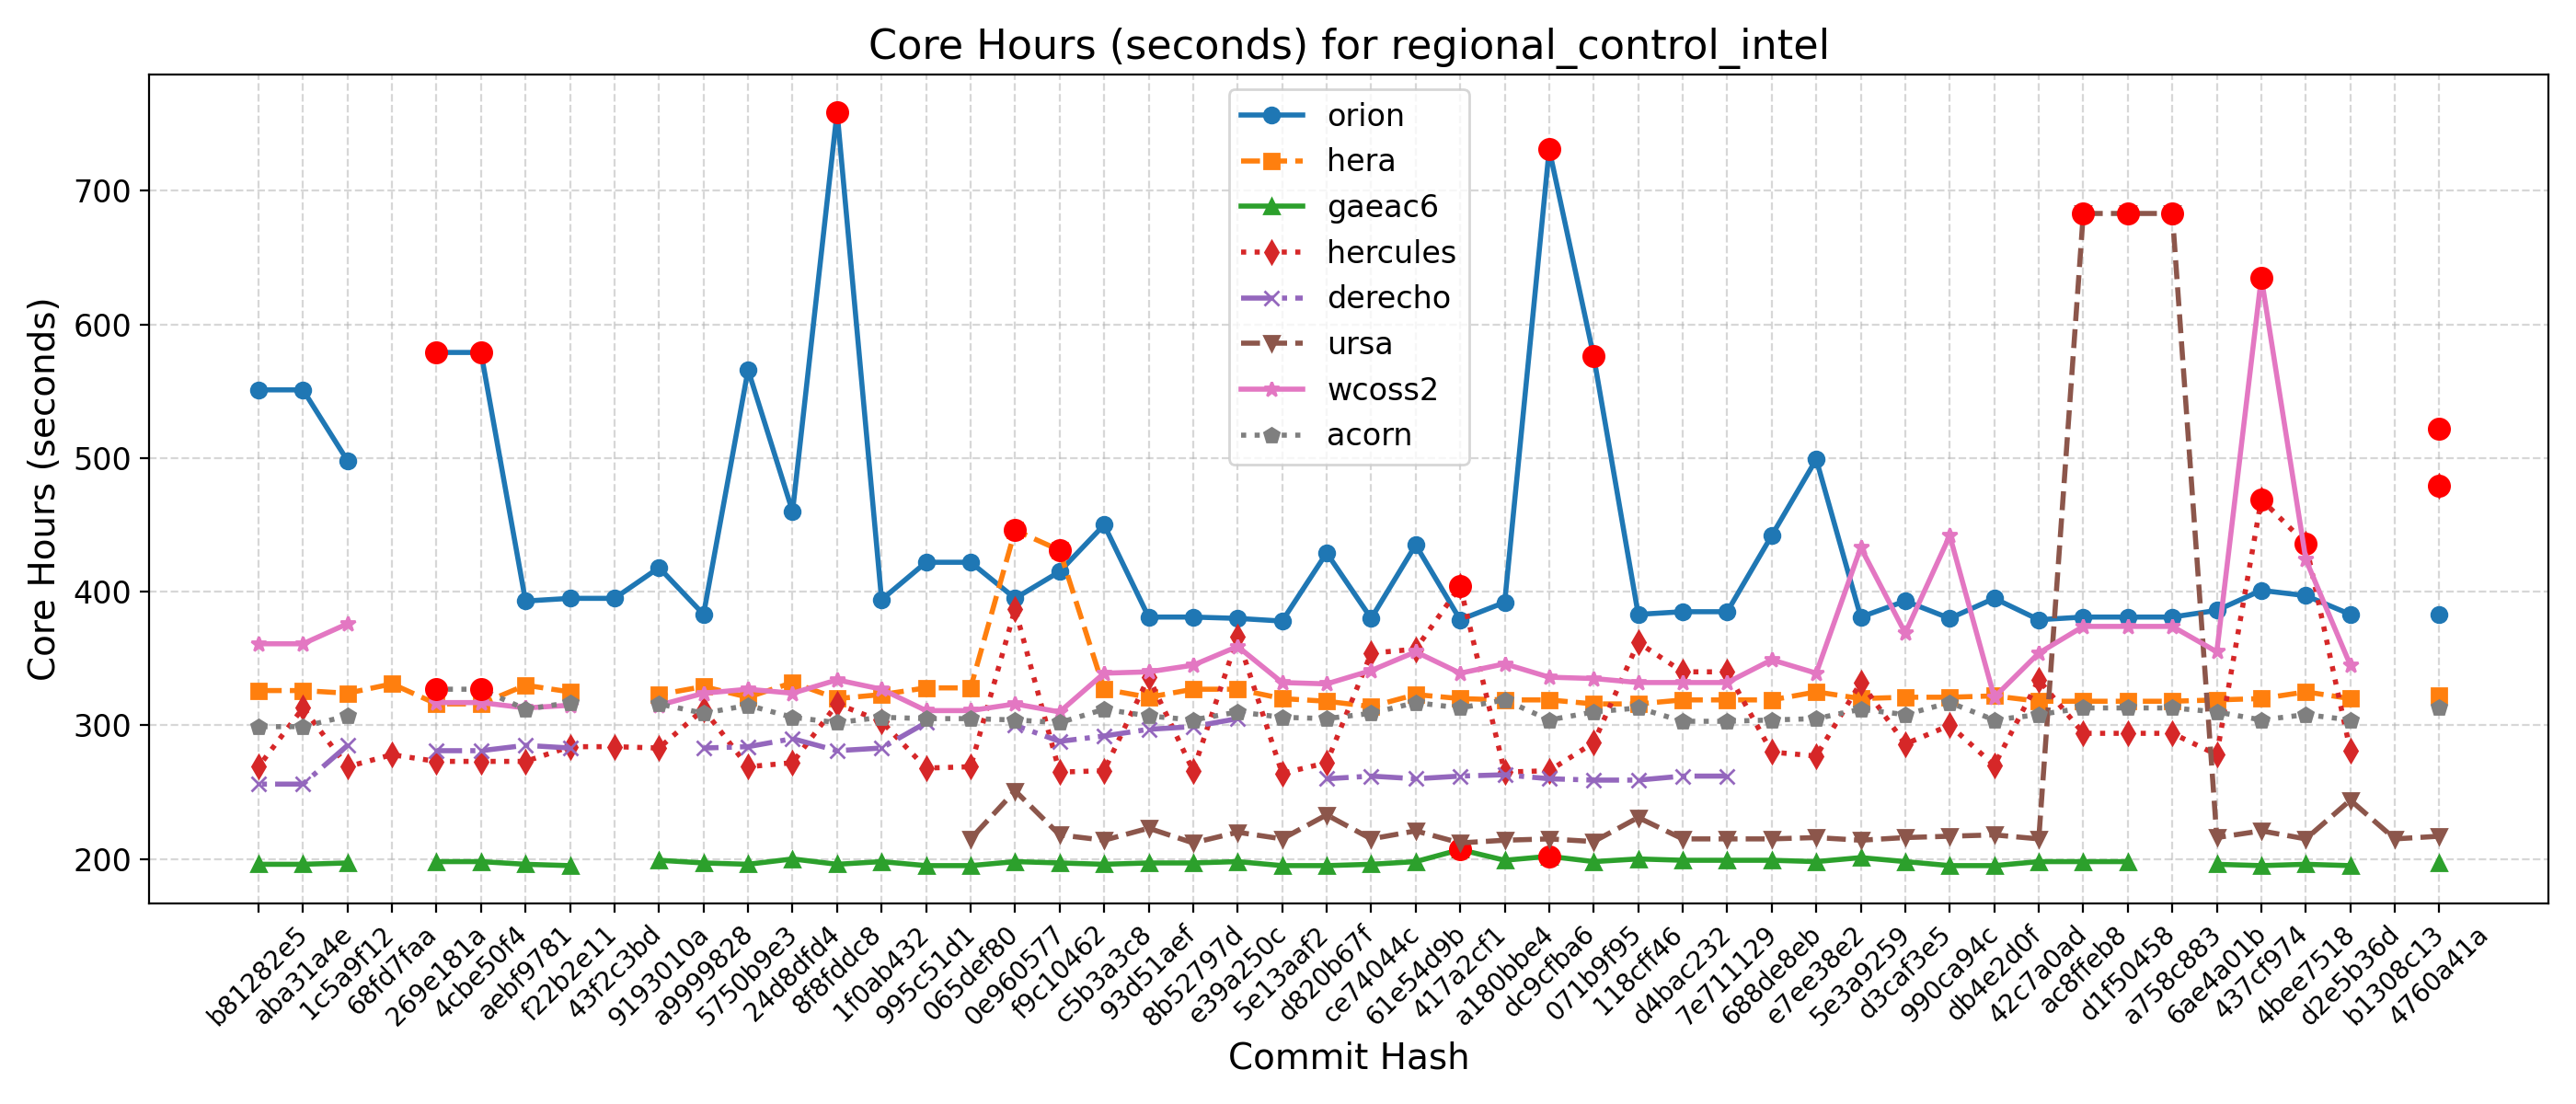 Core Hours (seconds) for regional_control_intel
Core Hours (seconds)
700
600
500
400
300
200
orion
hera
gaeac6
hercules
derecho
ursa
wcoss2
acorn
b81282e5
aba31a4e
1c5a9f12
68fd7faa
269e181a
4cbe50f4
aebf9781
f22b2e11
43f2c3bd
9193010a
a9999828
5750b9e3
24d8dfd4
8f8fddc8
1f0ab432
995c51d1
065def80
0e960577
f9c10462
c5b3a3c8
93d51aef
8b52797d
e39a250c
5e13aaf2
d820b67f
ce74044c
61e54d9b
417a2cf1
a180bbe4
dc9cfba6
071b9f95
118cff46
d4bac232
7e711129
688de8eb
e7ee38e2
5e3a9259
d3caf3e5
990ca94c
db4e2d0f
42c7a0ad
ac8ffeb8
d1f50458
a758c883
6ae4a01b
437cf974
4bee7518
d2e5b36d
b1308c13
4760a41a
Commit Hash